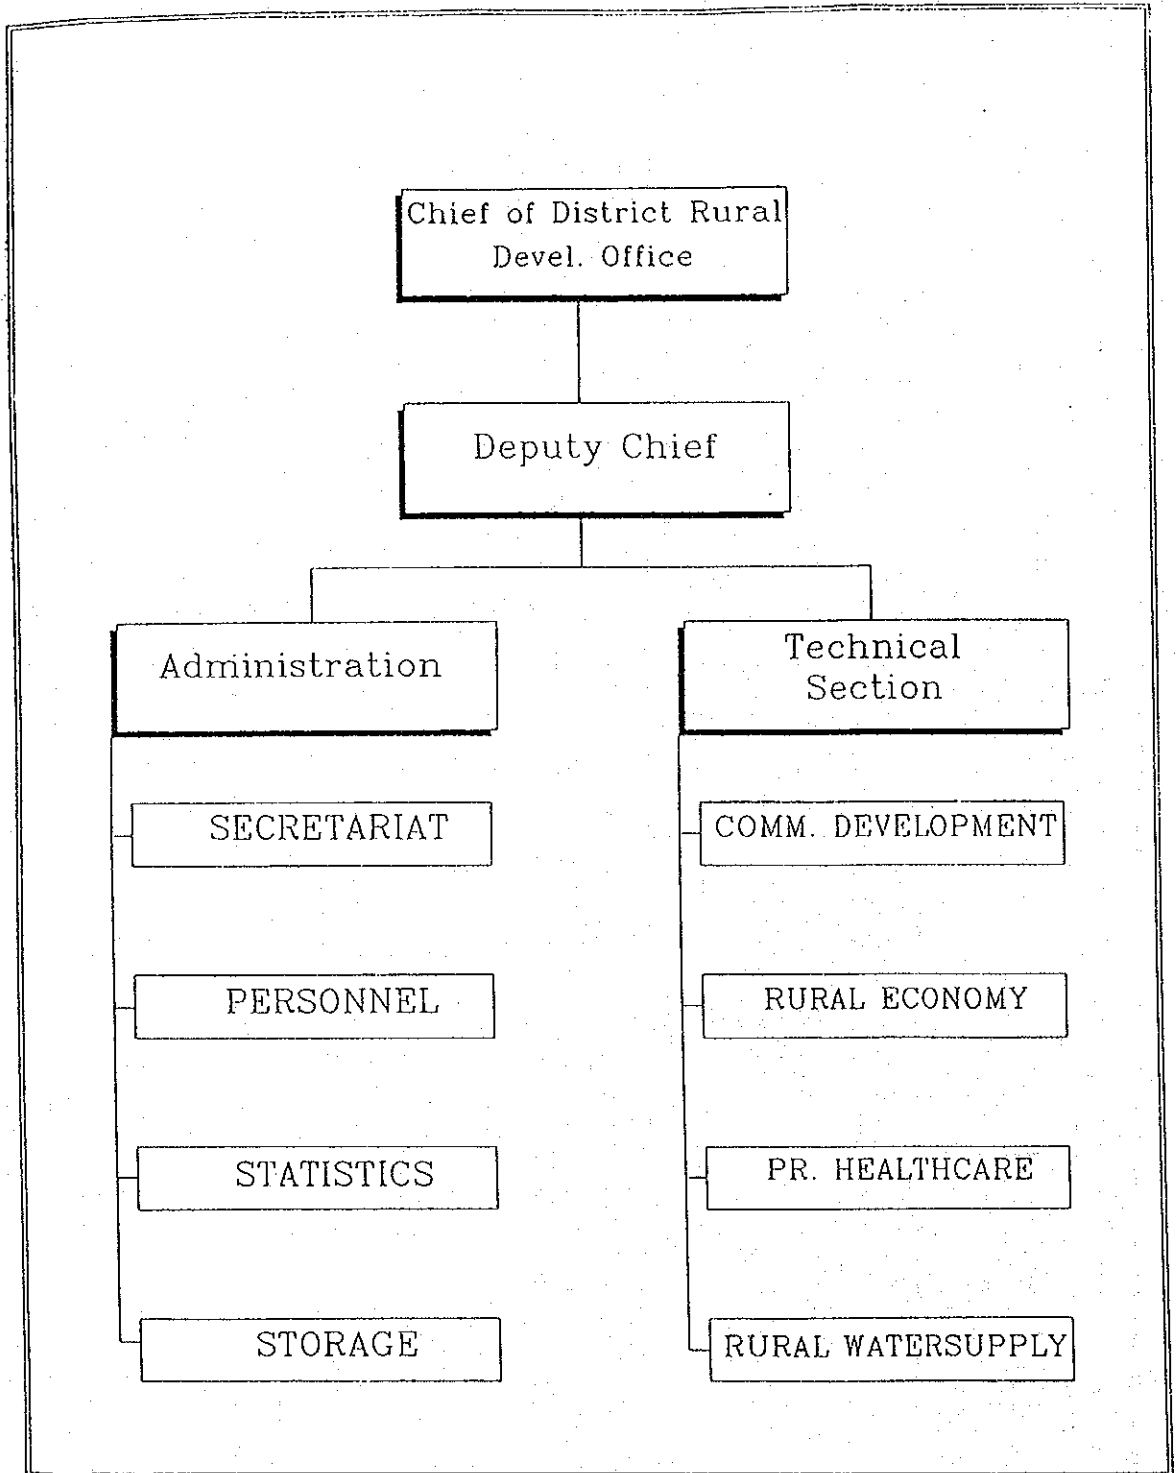 Chief of District Rural
Devel. Office
Deputy Chief
Administration
Technical
Section
SECRETARIAT
COMM. DEVELOPMENT
PERSONNEL
RURAL ECONOMY
STATISTICS
PR. HEALTHCARE
STORAGE
RURAL WATERSUPPLY